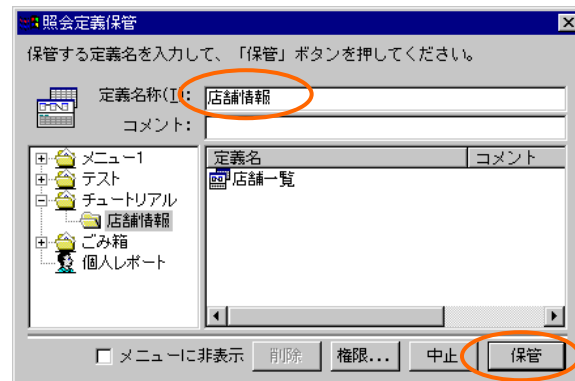 照会定義保管
保管する定義名を入力して、「保管」ボタンを押してください。
定義名称(I): 店舗情報
コメント:
メニュー1
テスト
チュートリアル
店舗情報
ごみ箱
個人レポート
定義名 コメント
店舗一覧
メニューに非表示 削除 権限... 中止 保管